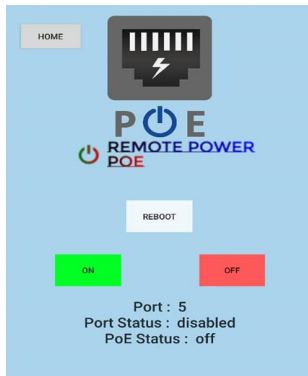 HOME
POE
REMOTE POWER
POE
REBOOT
ON
OFF
Port : 5
Port Status : disabled
PoE Status : off